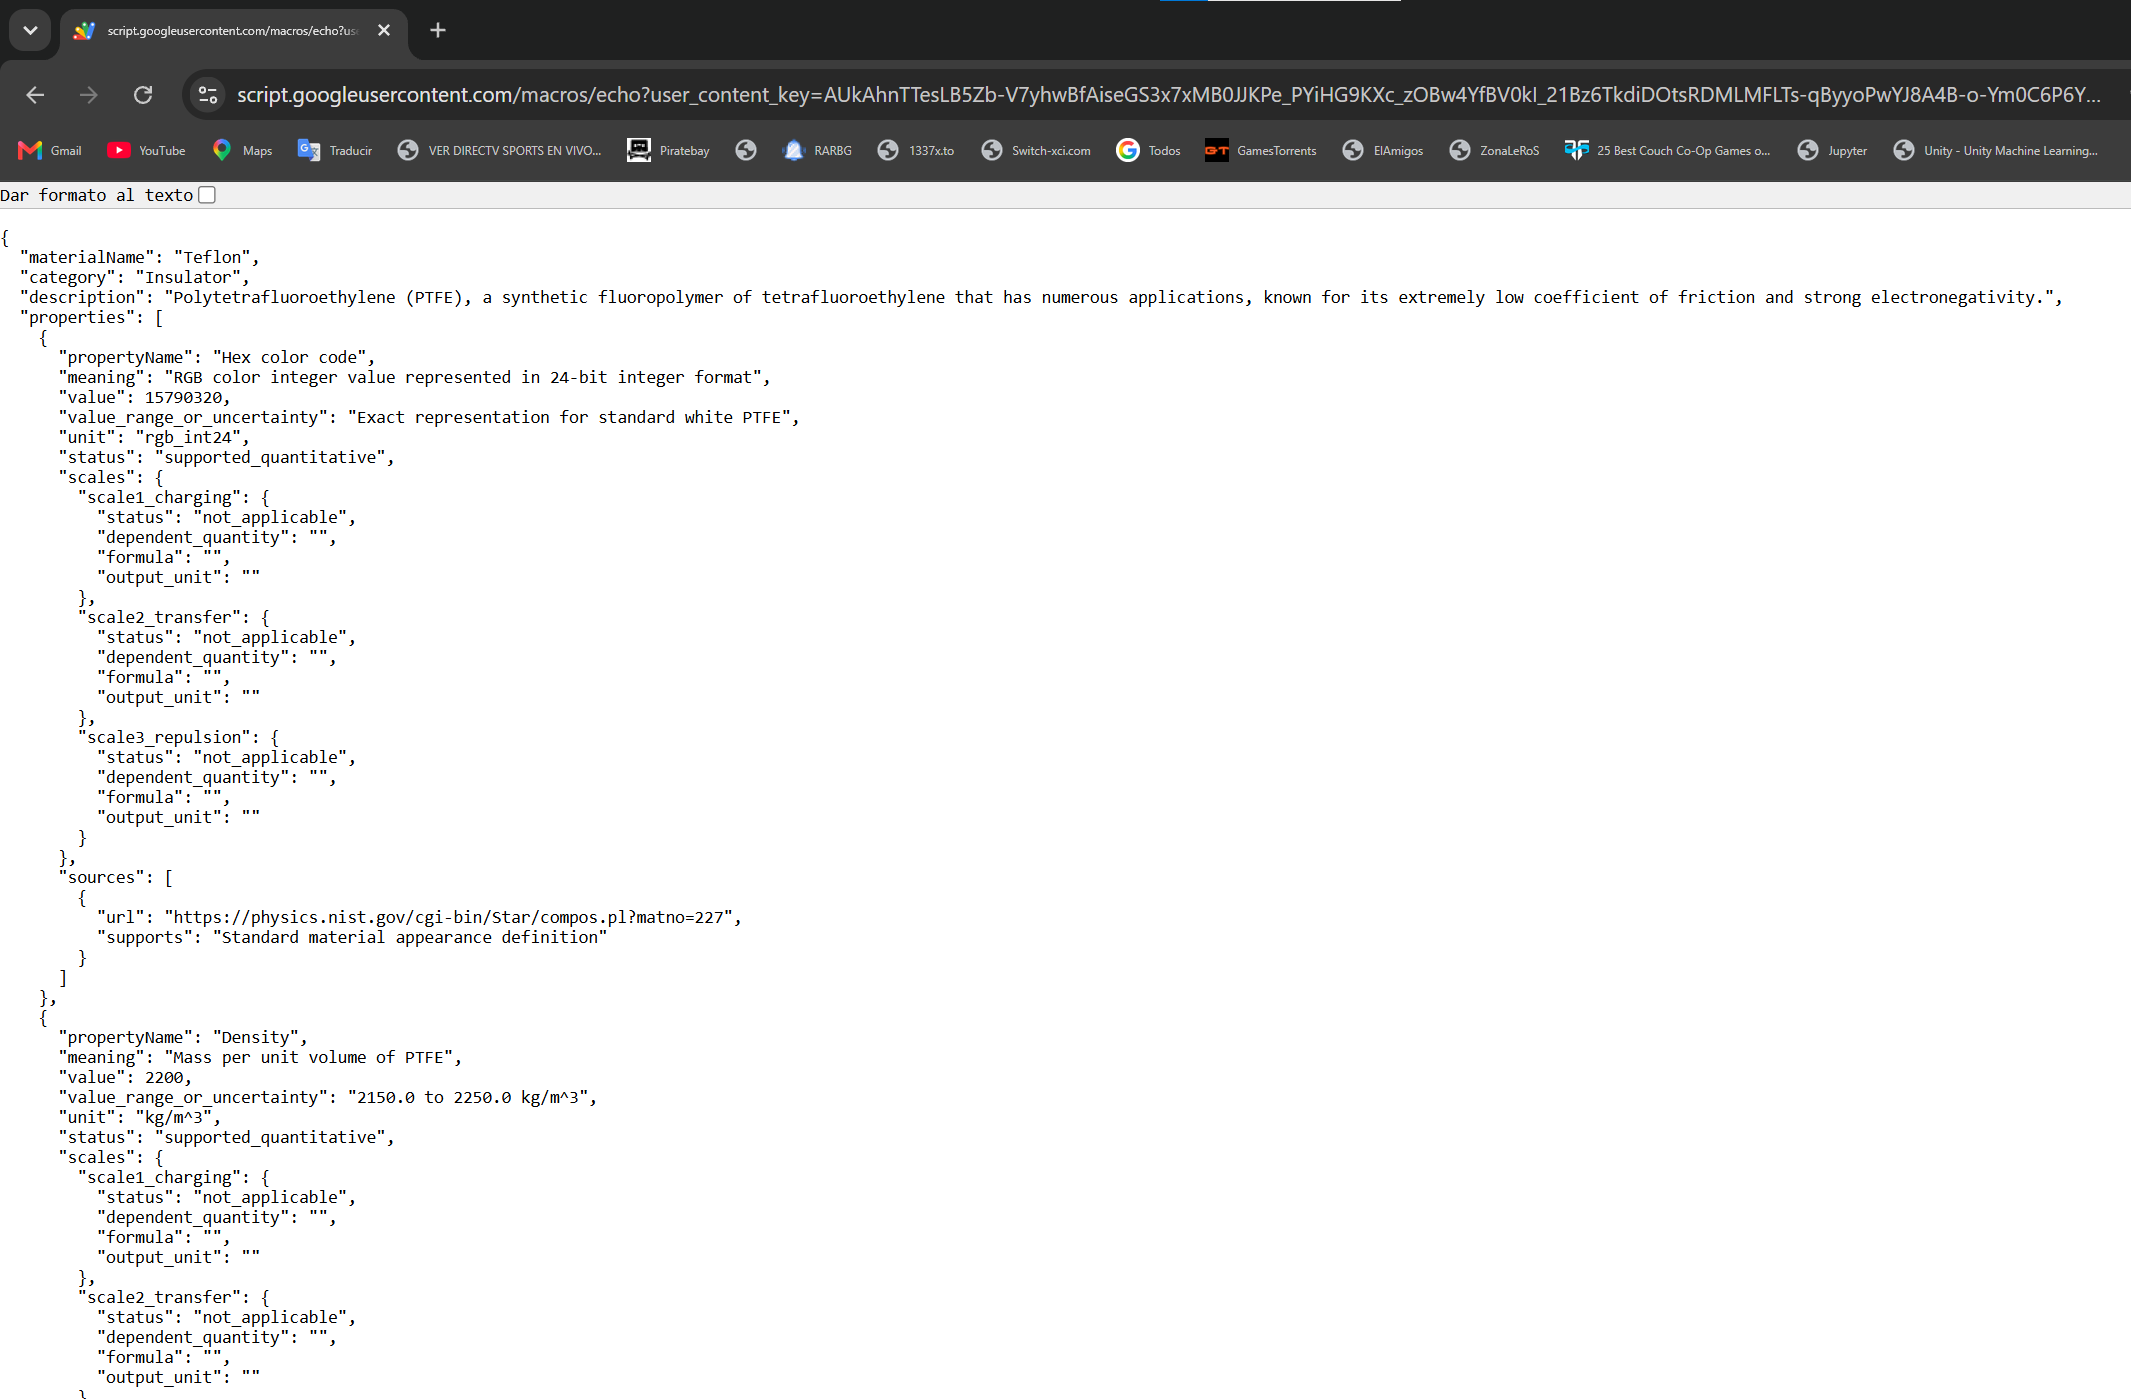 script.googleusercontent.com/macros/echo?us
script.googleusercontent.com/macros/echo?user_content_key=AUkAhnTTesLB5Zb-V7yhwBfAiseGS3x7xMB0JJKPe_PYiHG9KXc_zOBw4YfBV0kI_21Bz6TkdiDOtsRDMLMFLTs-qByyoPwYJ8A4B-o-Ym0C6P6Y...
Gmail YouTube Maps Traducir VER DIRECTV SPORTS EN VIVO... Piratebay RARBG 1337x.to Switch-xci.com Todos GamesTorrents ElAmigos ZonaLeRoS 25 Best Couch Co-Op Games o... Jupyter Unity - Unity Machine Learning...
Dar formato al texto
{
  "materialName": "Teflon",
  "category": "Insulator",
  "description": "Polytetrafluoroethylene (PTFE), a synthetic fluoropolymer of tetrafluoroethylene that has numerous applications, known for its extremely low coefficient of friction and strong electronegativity.",
  "properties": [
    {
      "propertyName": "Hex color code",
      "meaning": "RGB color integer value represented in 24-bit integer format",
      "value": 15790320,
      "value_range_or_uncertainty": "Exact representation for standard white PTFE",
      "unit": "rgb_int24",
      "status": "supported_quantitative",
      "scales": {
        "scale1_charging": {
          "status": "not_applicable",
          "dependent_quantity": "",
          "formula": "",
          "output_unit": ""
        },
        "scale2_transfer": {
          "status": "not_applicable",
          "dependent_quantity": "",
          "formula": "",
          "output_unit": ""
        },
        "scale3_repulsion": {
          "status": "not_applicable",
          "dependent_quantity": "",
          "formula": "",
          "output_unit": ""
        }
      },
      "sources": [
        {
          "url": "https://physics.nist.gov/cgi-bin/Star/compos.pl?matno=227",
          "supports": "Standard material appearance definition"
        }
      ]
    },
    {
      "propertyName": "Density",
      "meaning": "Mass per unit volume of PTFE",
      "value": 2200,
      "value_range_or_uncertainty": "2150.0 to 2250.0 kg/m^3",
      "unit": "kg/m^3",
      "status": "supported_quantitative",
      "scales": {
        "scale1_charging": {
          "status": "not_applicable",
          "dependent_quantity": "",
          "formula": "",
          "output_unit": ""
        },
        "scale2_transfer": {
          "status": "not_applicable",
          "dependent_quantity": "",
          "formula": "",
          "output_unit": ""
        }